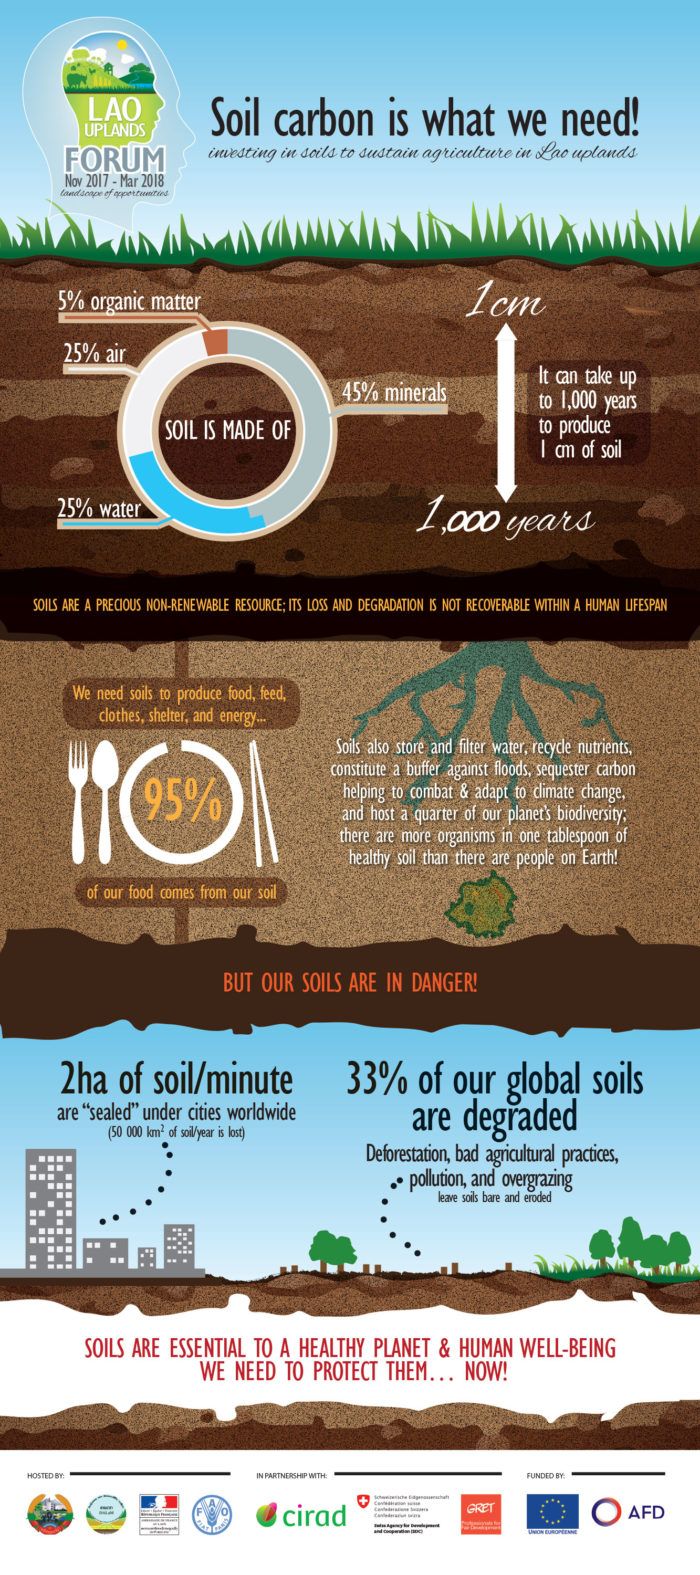 LAO
UPLANDS
FORUM
Nov 2017 - Mar 2018
landscape of opportunities
Soil carbon is what we need!
investing in soils to sustain agriculture in Lao uplands
5% organic matter
25% air
45% minerals
SOIL IS MADE OF
25% water
1 cm
It can take up
to 1,000 years
to produce
1 cm of soil
1,000 years
SOILS ARE A PRECIOUS NON-RENEWABLE RESOURCE; ITS LOSS AND DEGRADATION IS NOT RECOVERABLE WITHIN A HUMAN LIFESPAN
We need soils to produce food, feed,
clothes, shelter, and energy...
95%
of our food comes from our soil
Soils also store and filter water, recycle nutrients,
constitute a buffer against floods, sequester carbon
helping to combat & adapt to climate change,
and host a quarter of our planet's biodiversity;
there are more organisms in one tablespoon of
healthy soil than there are people on Earth!
BUT OUR SOILS ARE IN DANGER!
2ha of soil/minute
are "sealed" under cities worldwide
(50 000 km² of soil/year is lost)
33% of our global soils
are degraded
Deforestation, bad agricultural practices,
pollution, and overgrazing
leave soils bare and eroded
SOILS ARE ESSENTIAL TO A HEALTHY PLANET & HUMAN WELL-BEING
WE NEED TO PROTECT THEM... NOW!
HOSTED BY:
IN PARTNERSHIP WITH:
FUNDED BY:
RÉPUBLIQUE FRANÇAISE
FAO
FIAT PANIS
cirad
Schweizerische Eidgenossenschaft
Confédération suisse
Confederazione Svizzera
Confederaziun svizra
Swiss Agency for Development
and Cooperation (SDC)
GRET
Professionals for
Fair Development
UNION EUROPÉENNE
AFD